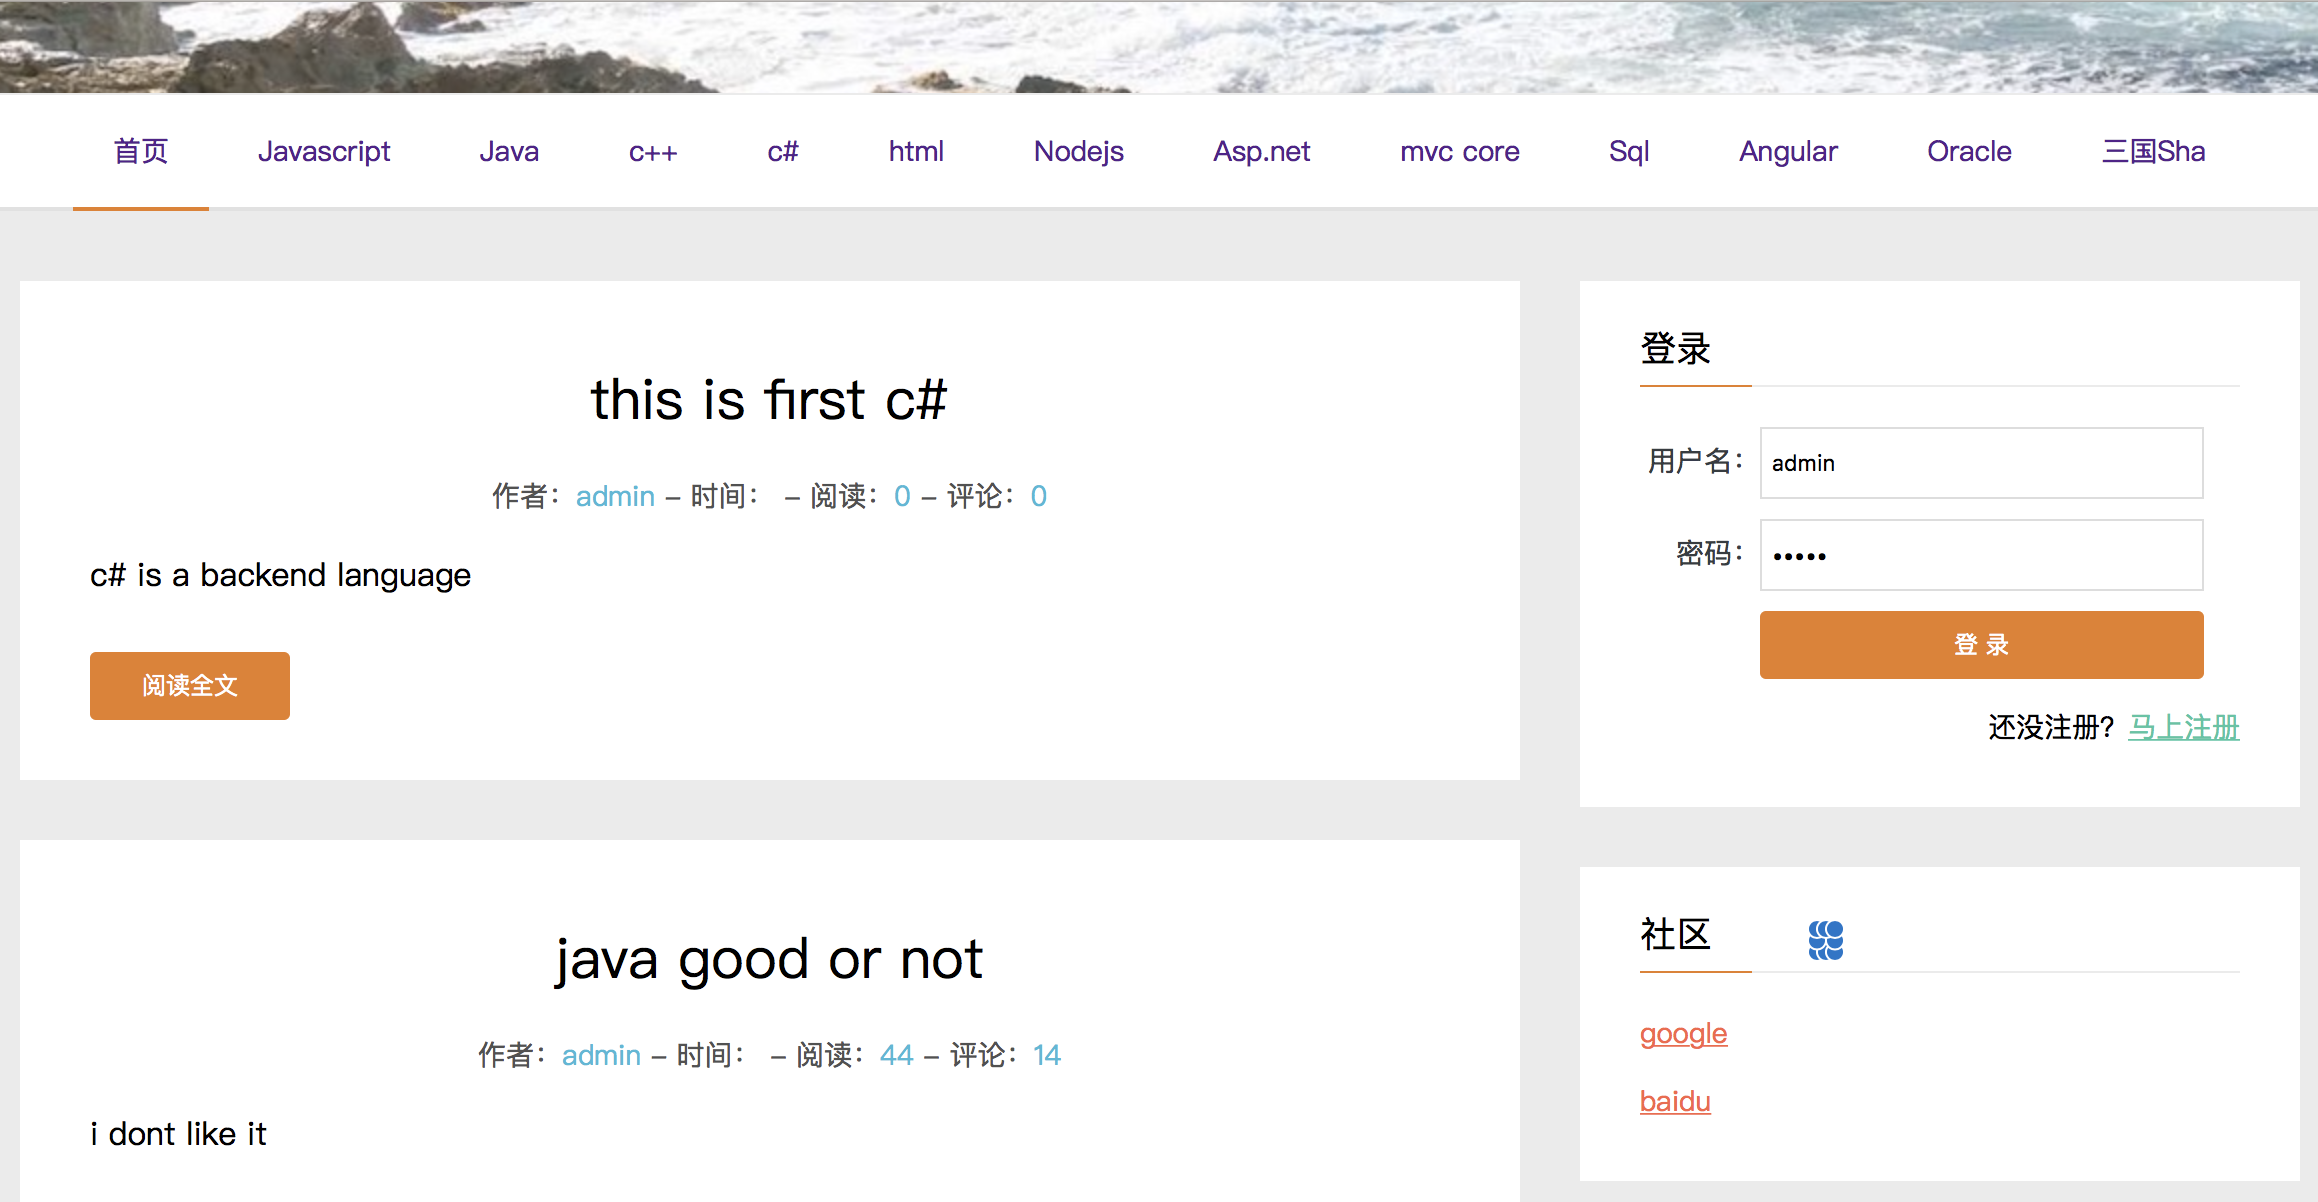 首页 Javascript Java c++ c# html Nodejs Asp.net mvc core Sql Angular Oracle 三国Sha
this is first c#
作者：admin – 时间： – 阅读：0 – 评论：0
c# is a backend language
阅读全文
java good or not
作者：admin – 时间： – 阅读：44 – 评论：14
i dont like it
登录
用户名： admin
密码： •••••
登 录
还没注册？ 马上注册
社区
google
baidu